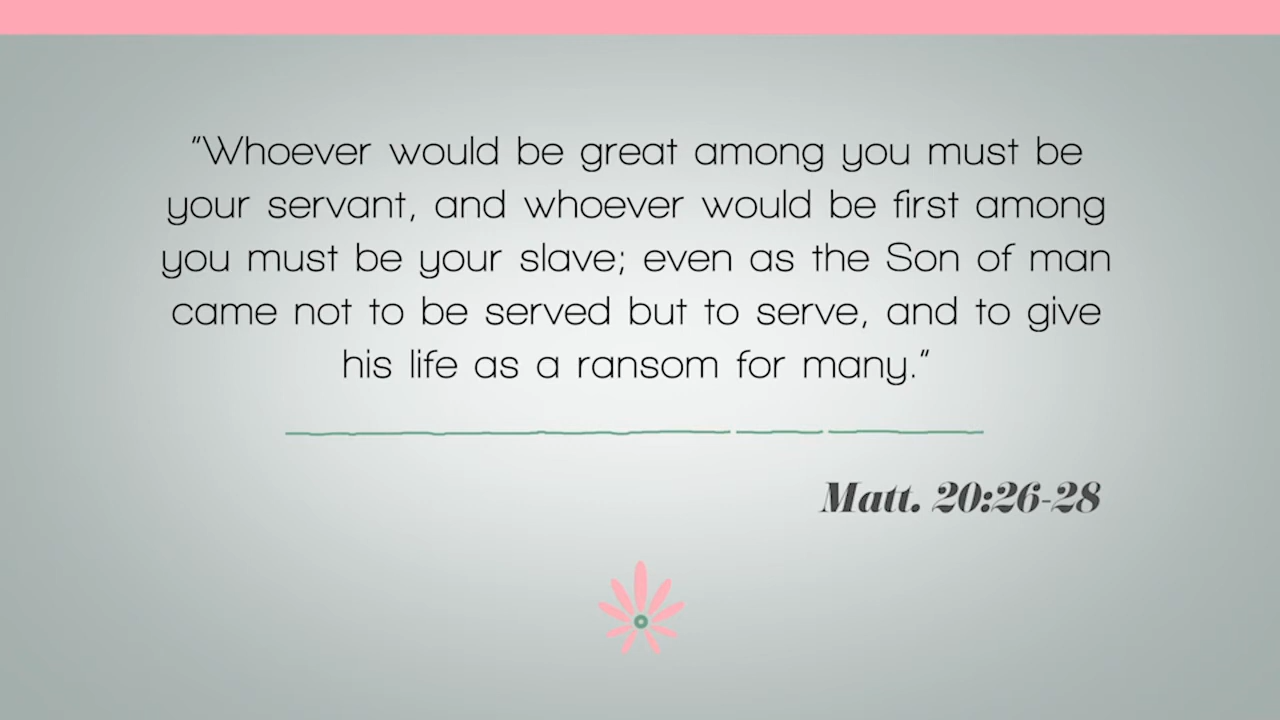 “Whoever would be great among you must be
your servant, and whoever would be first among
you must be your slave; even as the Son of man
came not to be served but to serve, and to give
his life as a ransom for many.”
Matt. 20:26-28